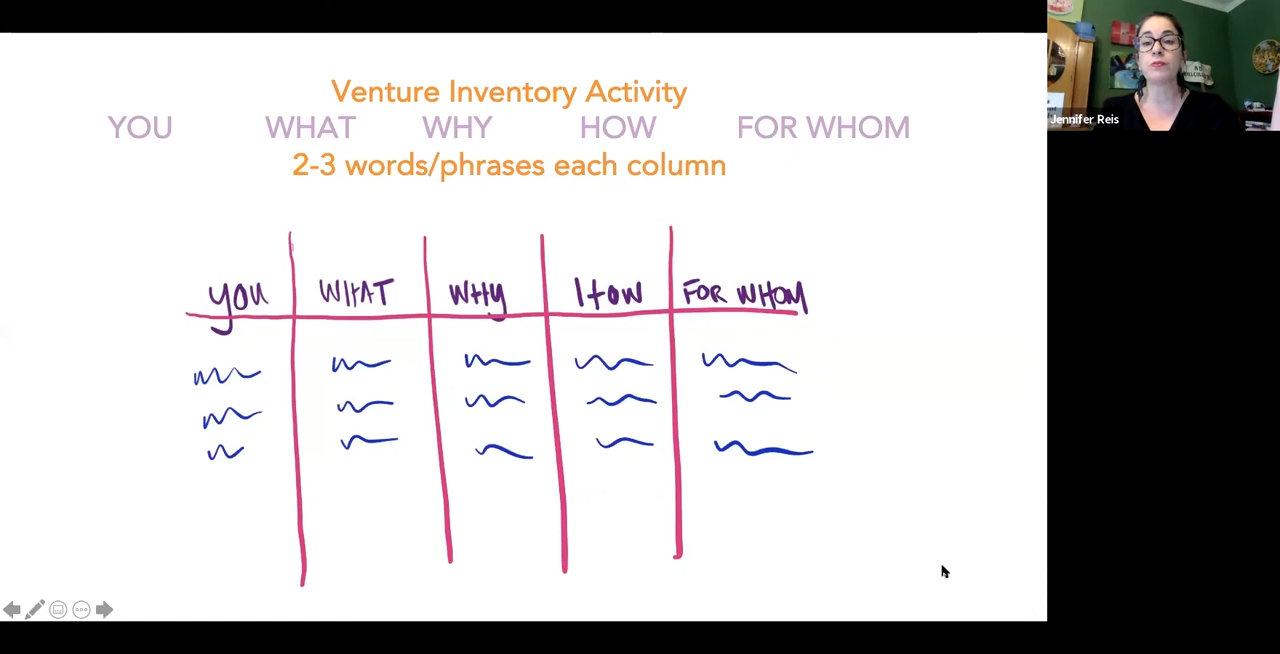 Venture Inventory Activity
YOU WHAT WHY HOW FOR WHOM
2-3 words/phrases each column
YOU WHAT WHY HOW FOR WHOM
Jennifer Reis